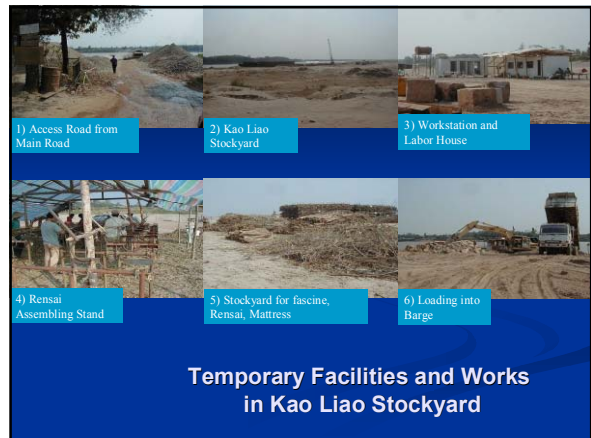 1) Access Road from
Main Road
2) Kao Liao
Stockyard
3) Workstation and
Labor House
4) Rensai
Assembling Stand
5) Stockyard for fascine,
Rensai, Mattress
6) Loading into
Barge
Temporary Facilities and Works
in Kao Liao Stockyard